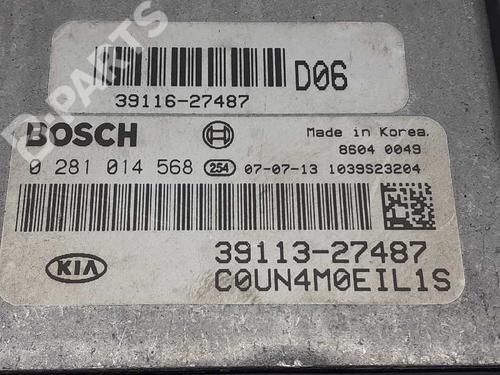 39116-27487 D06
BOSCH
Made in Korea.
8604 0049
0 281 014 568 254 07-07-13 1039S23204
KIA
39113-27487
C0UN4M0EIL1S
B-Parts
B-Parts